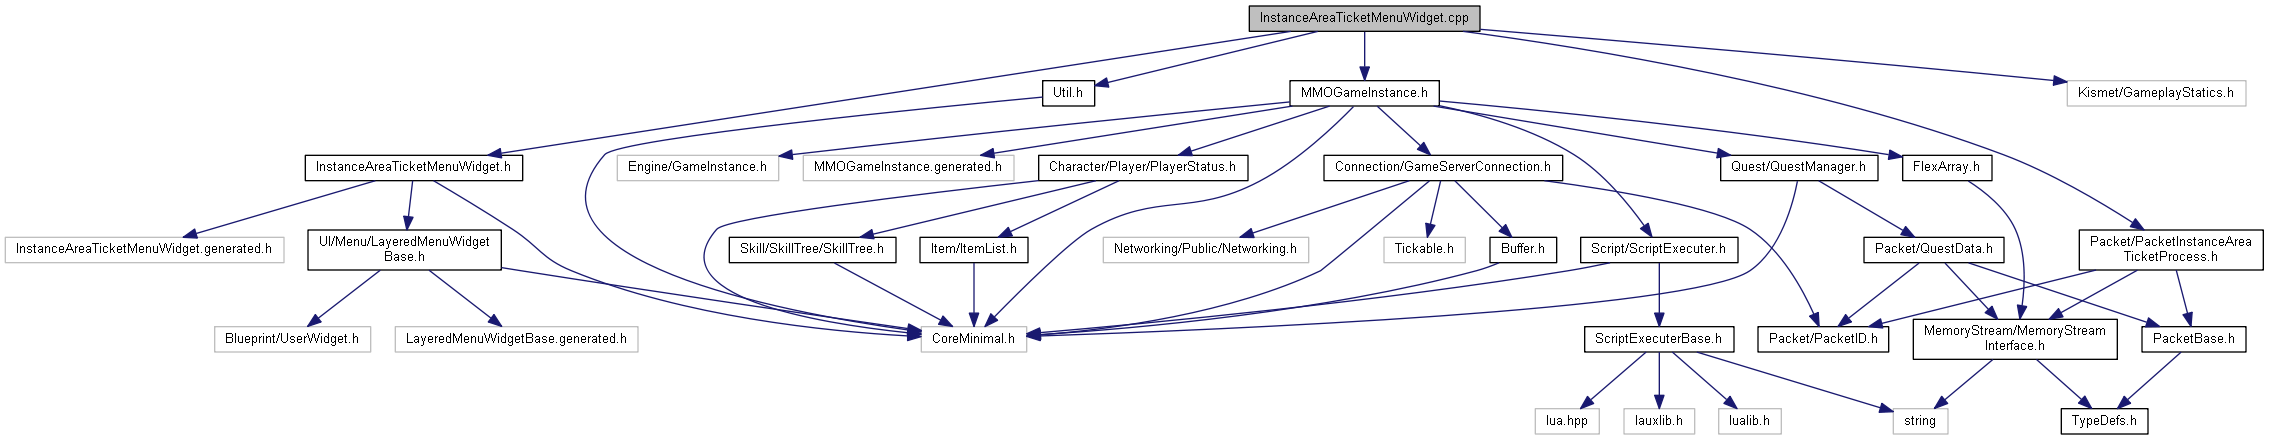 InstanceAreaTicketMenuWidget.cpp
Util.h
MMOGameInstance.h
Kismet/GameplayStatics.h
InstanceAreaTicketMenuWidget.h
Engine/GameInstance.h
MMOGameInstance.generated.h
Character/Player/PlayerStatus.h
Connection/GameServerConnection.h
Quest/QuestManager.h
FlexArray.h
InstanceAreaTicketMenuWidget.generated.h
UI/Menu/LayeredMenuWidget
Base.h
Skill/SkillTree/SkillTree.h
Item/ItemList.h
Networking/Public/Networking.h
Tickable.h
Buffer.h
Script/ScriptExecuter.h
Packet/QuestData.h
Packet/PacketInstanceArea
TicketProcess.h
Blueprint/UserWidget.h
LayeredMenuWidgetBase.generated.h
CoreMinimal.h
ScriptExecuterBase.h
Packet/PacketID.h
MemoryStream/MemoryStream
Interface.h
PacketBase.h
lua.hpp
lauxlib.h
lualib.h
string
TypeDefs.h